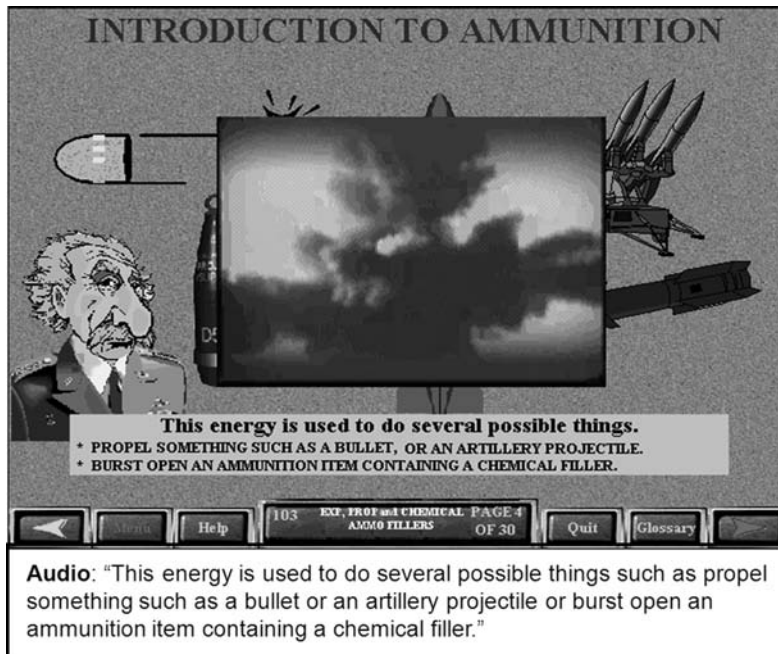 INTRODUCTION TO AMMUNITION
D5
This energy is used to do several possible things.
* PROPEL SOMETHING SUCH AS A BULLET, OR AN ARTILLERY PROJECTILE.
* BURST OPEN AN AMMUNITION ITEM CONTAINING A CHEMICAL FILLER.
Menu
Help
103
EXP, PROP and CHEMICAL
AMMO FILLERS
PAGE 4
OF 30
Quit
Glossary
Audio: “This energy is used to do several possible things such as propel
something such as a bullet or an artillery projectile or burst open an
ammunition item containing a chemical filler.”